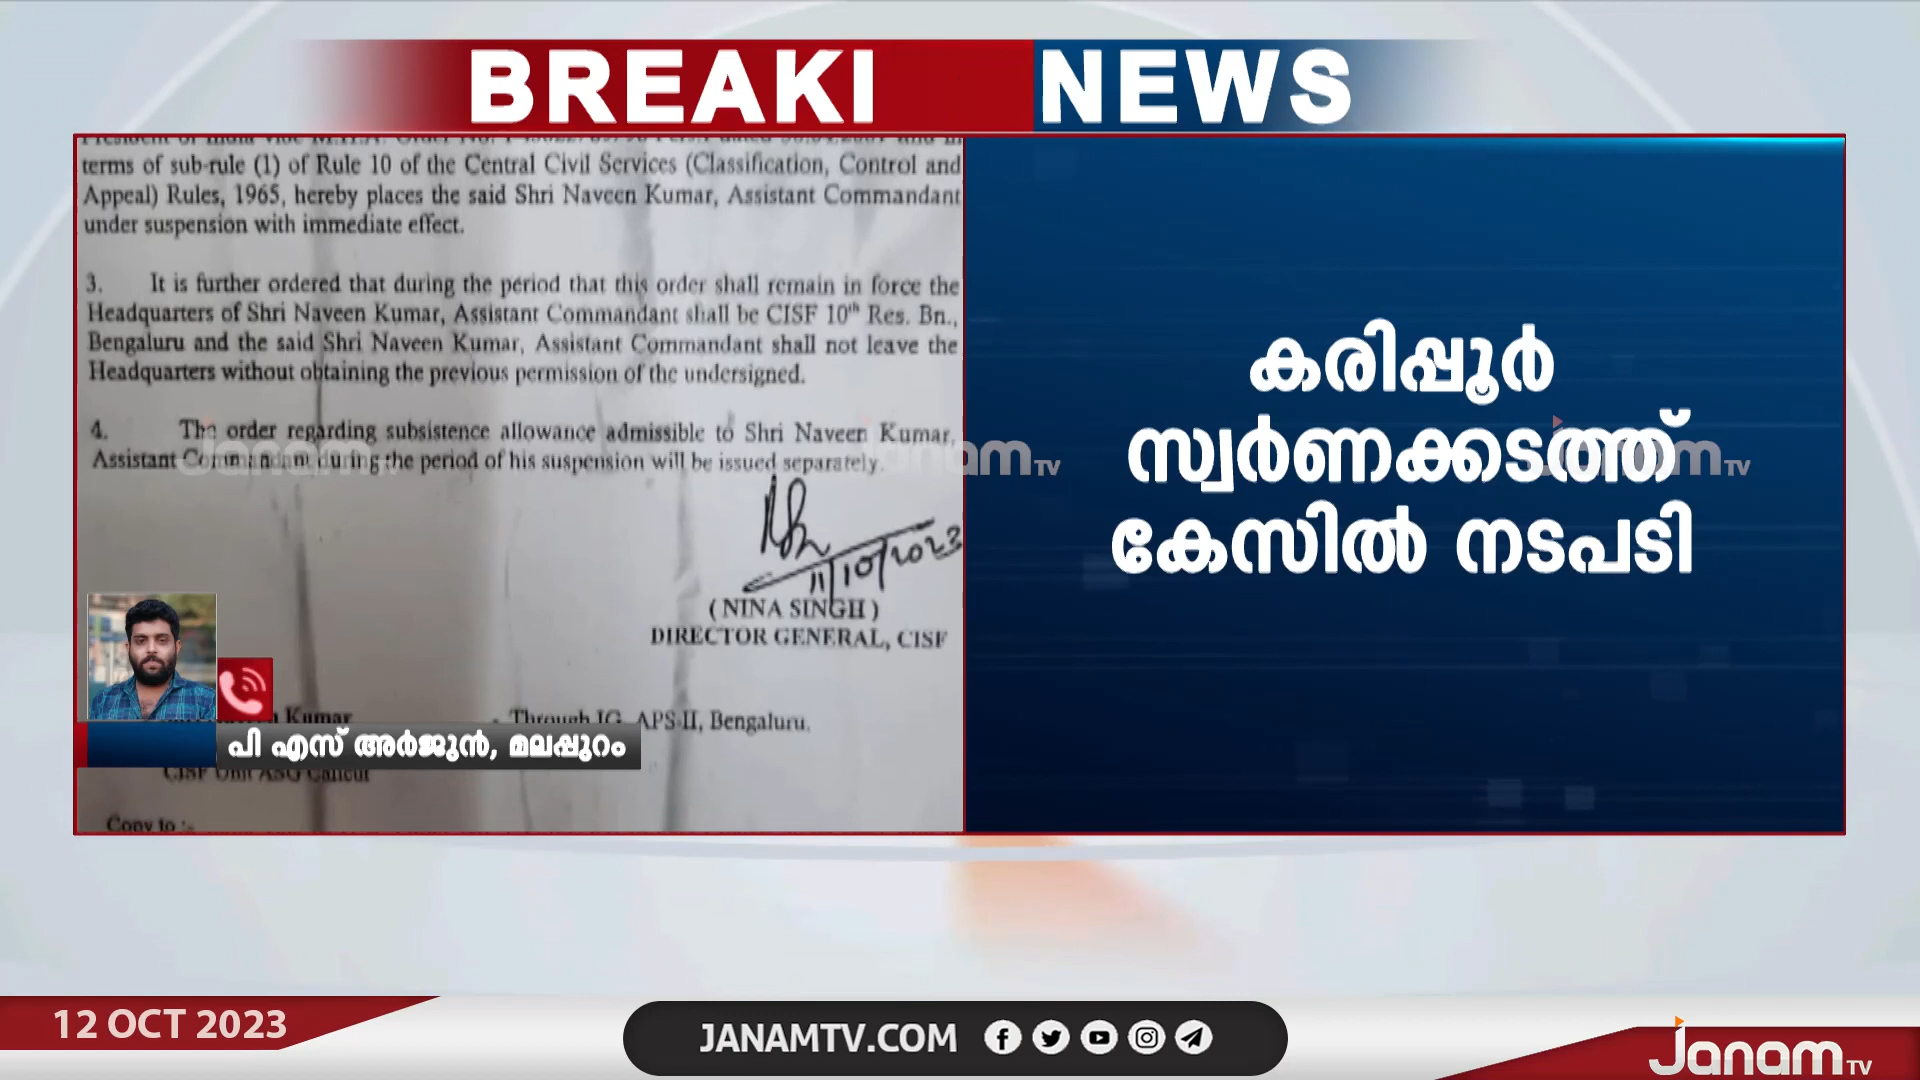 BREAKI NEWS
terms of sub-rule (1) of Rule 10 of the Central Civil Services (Classification, Control and
Appeal) Rules, 1965, hereby places the said Shri Naveen Kumar, Assistant Commandant
under suspension with immediate effect.
3. It is further ordered that during the period that this order shall remain in force the
Headquarters of Shri Naveen Kumar, Assistant Commandant shall be CISF 10th Res. Bn.,
Bengaluru and the said Shri Naveen Kumar, Assistant Commandant shall not leave the
Headquarters without obtaining the previous permission of the undersigned.
4. The order regarding subsistence allowance admissible to Shri Naveen Kumar,
Assistant Commandant during the period of his suspension will be issued separately.
11/10/2023
( NINA SINGH )
DIRECTOR GENERAL, CISF
Kumar Through IG, APS-II, Bengaluru.
CISF Unit ASG Calicut
Copy to :-
പി എസ് അർജുൻ, മലപ്പുറം
കരിപ്പൂർ
സ്വർണക്കടത്ത്
കേസിൽ നടപടി
Janam TV
12 OCT 2023
JANAMTV.COM
Janam TV